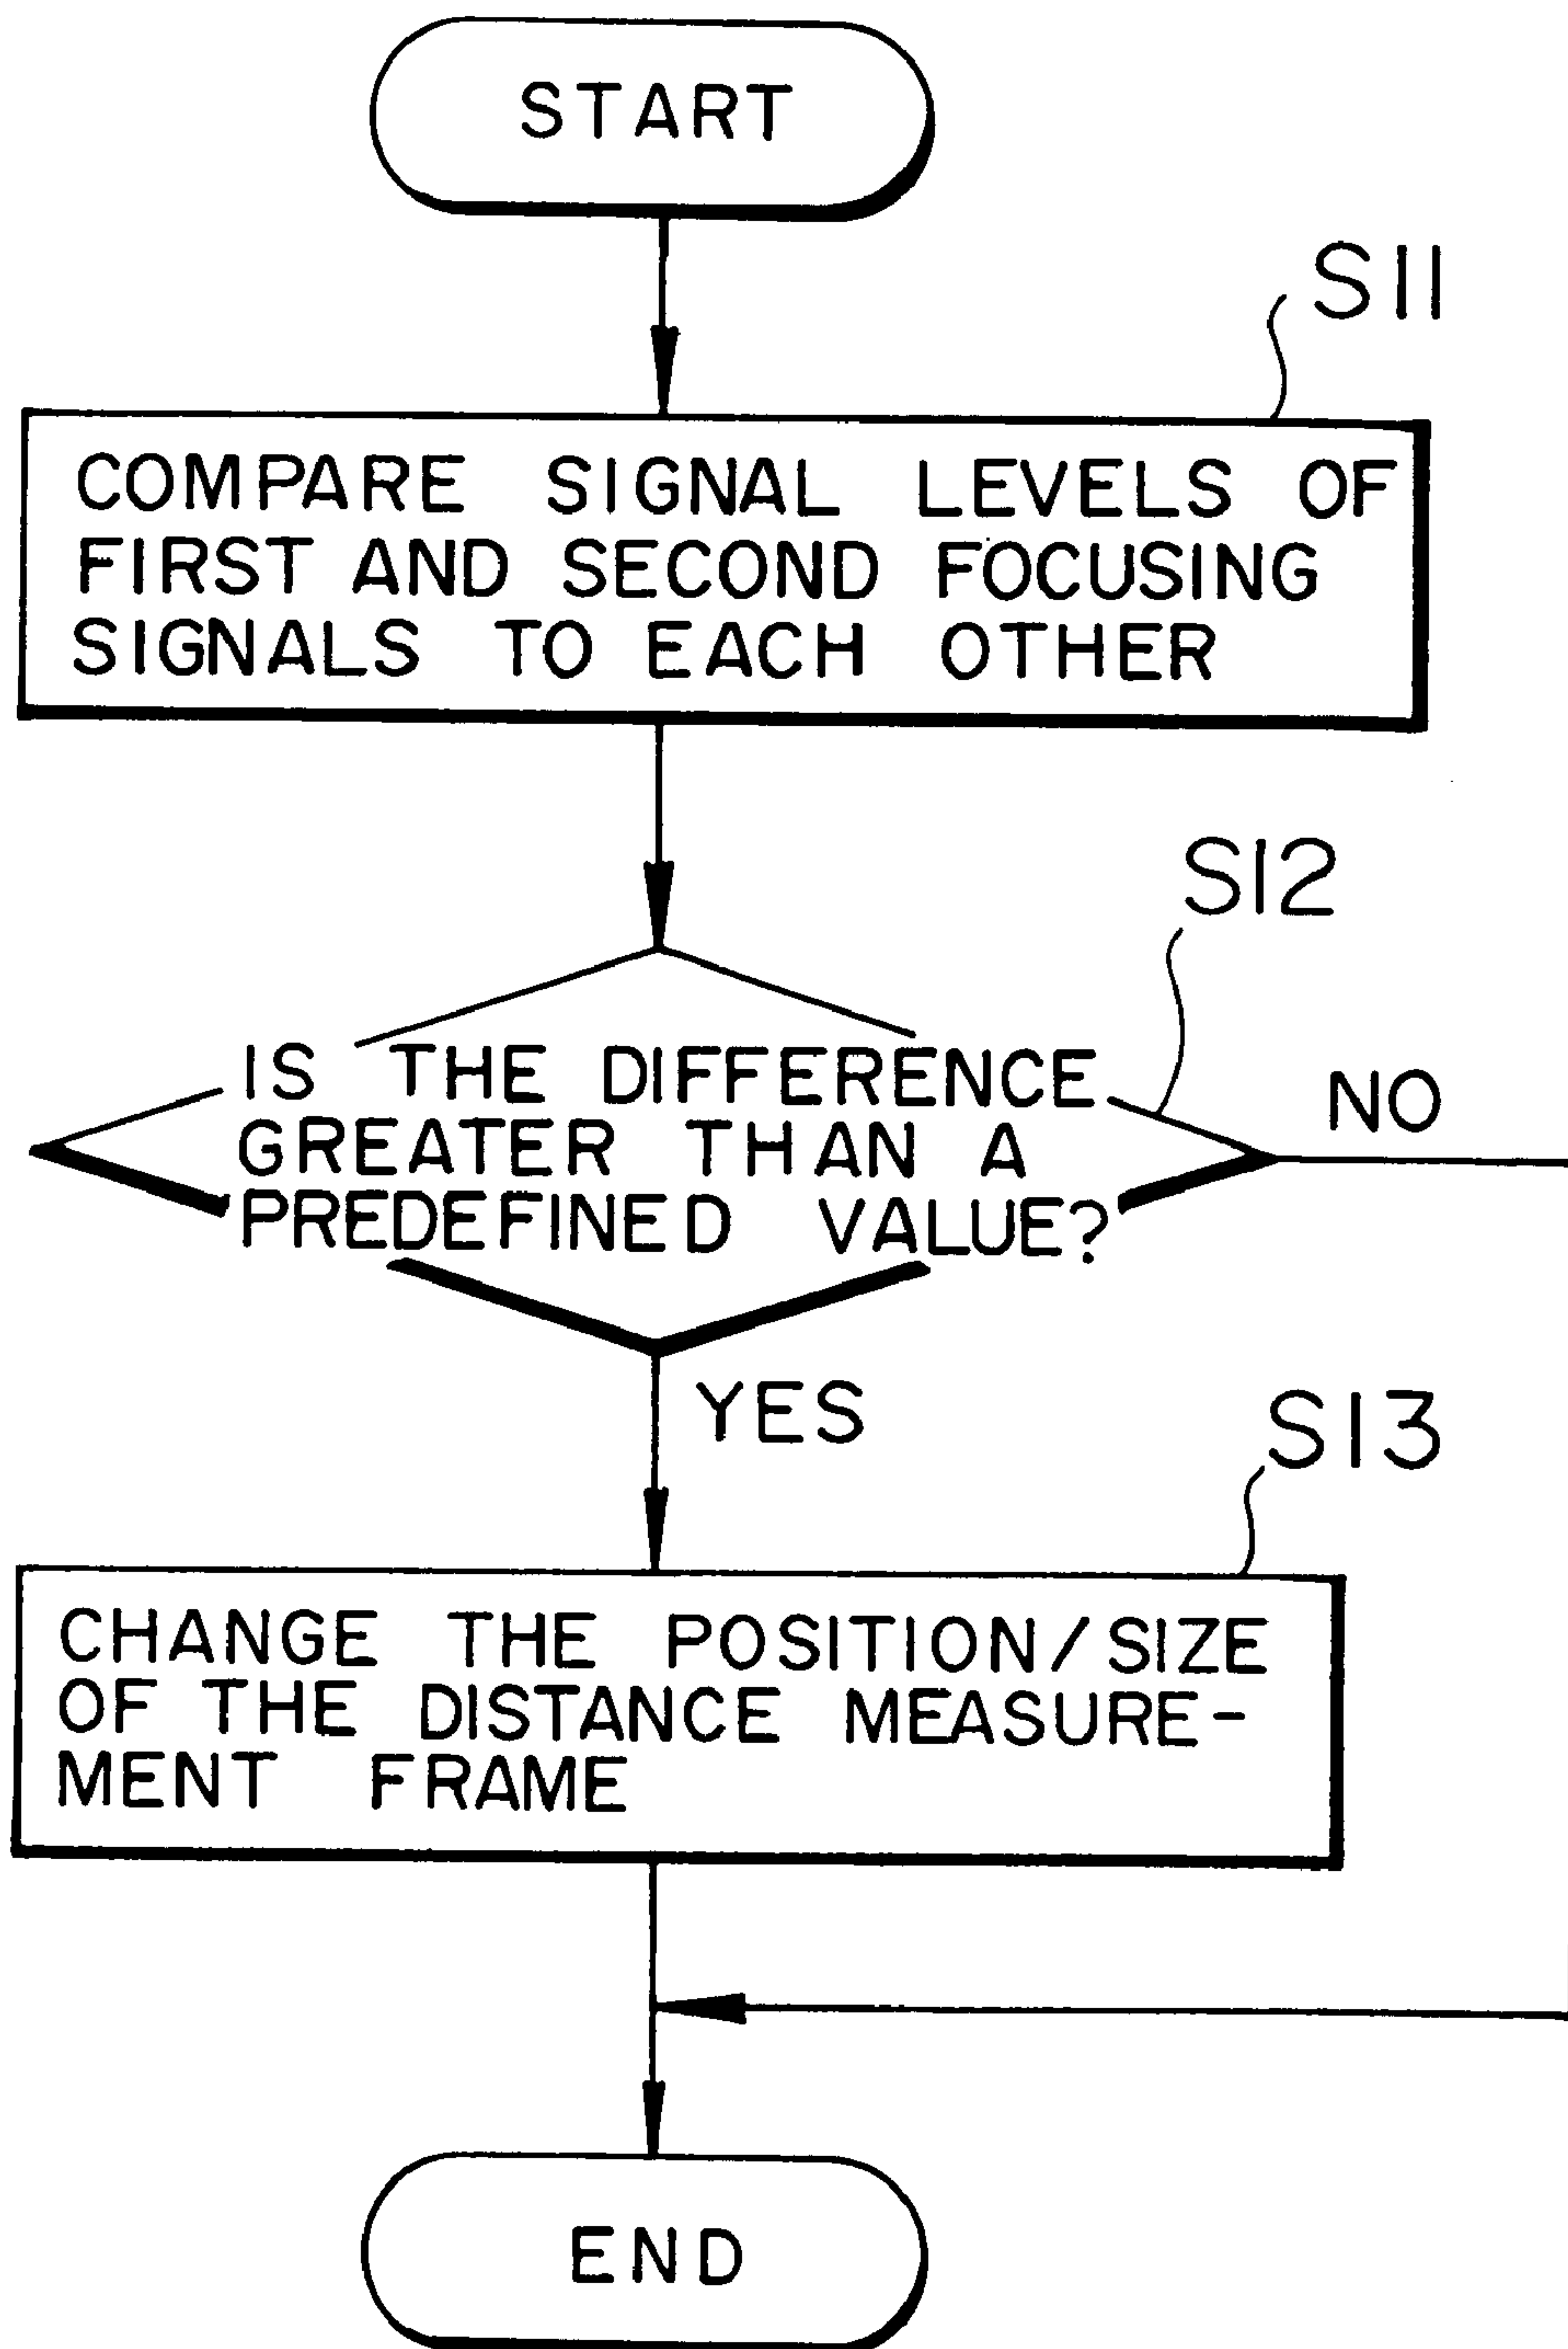 START
S11
COMPARE SIGNAL LEVELS OF
FIRST AND SECOND FOCUSING
SIGNALS TO EACH OTHER
S12
IS THE DIFFERENCE
GREATER THAN A
PREDEFINED VALUE?
NO
YES
S13
CHANGE THE POSITION/SIZE
OF THE DISTANCE MEASURE-
MENT FRAME
END